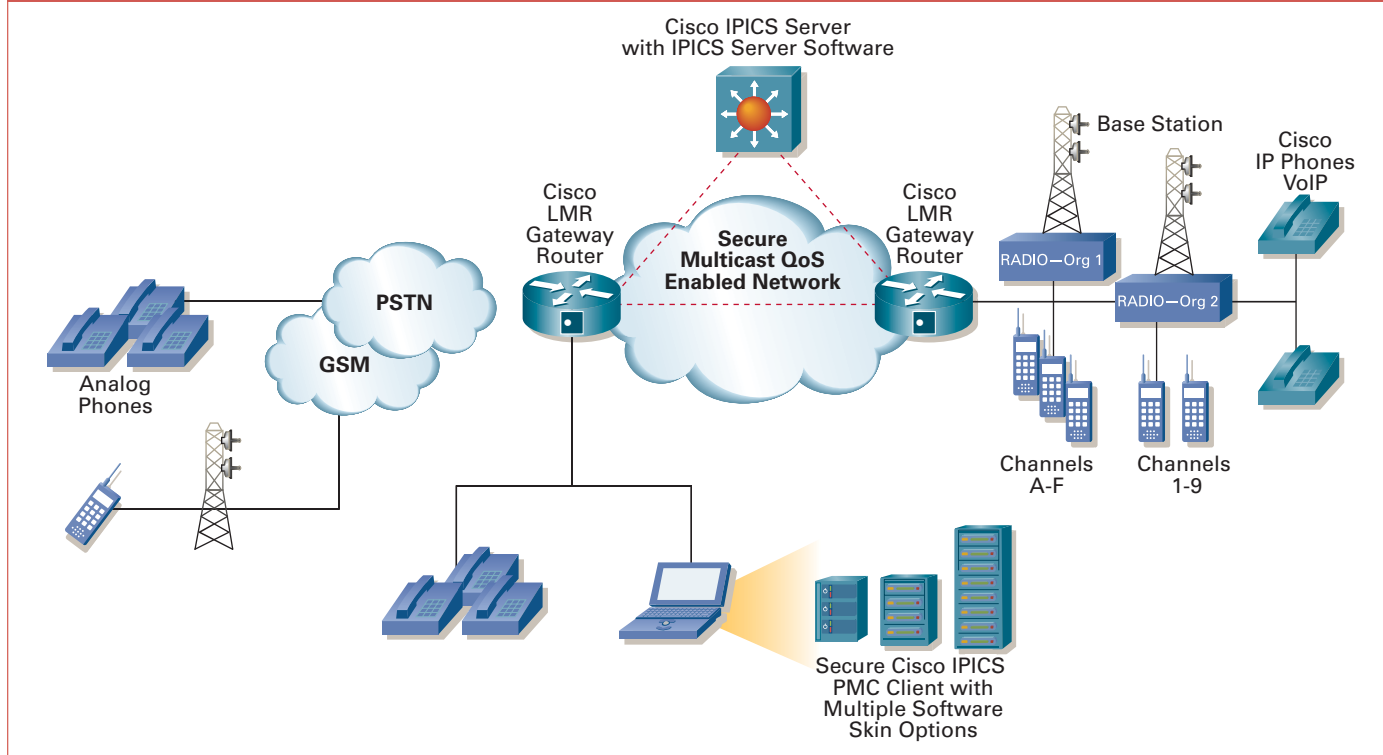 Cisco IPICS Server
with IPICS Server Software
Base Station
Cisco
IP Phones
VoIP
Cisco
LMR
Gateway
Router
Secure
Multicast QoS
Enabled Network
Cisco
LMR
Gateway
Router
RADIO—Org 1
RADIO—Org 2
PSTN
GSM
Analog
Phones
Channels
A-F
Channels
1-9
Secure Cisco IPICS
PMC Client with
Multiple Software
Skin Options